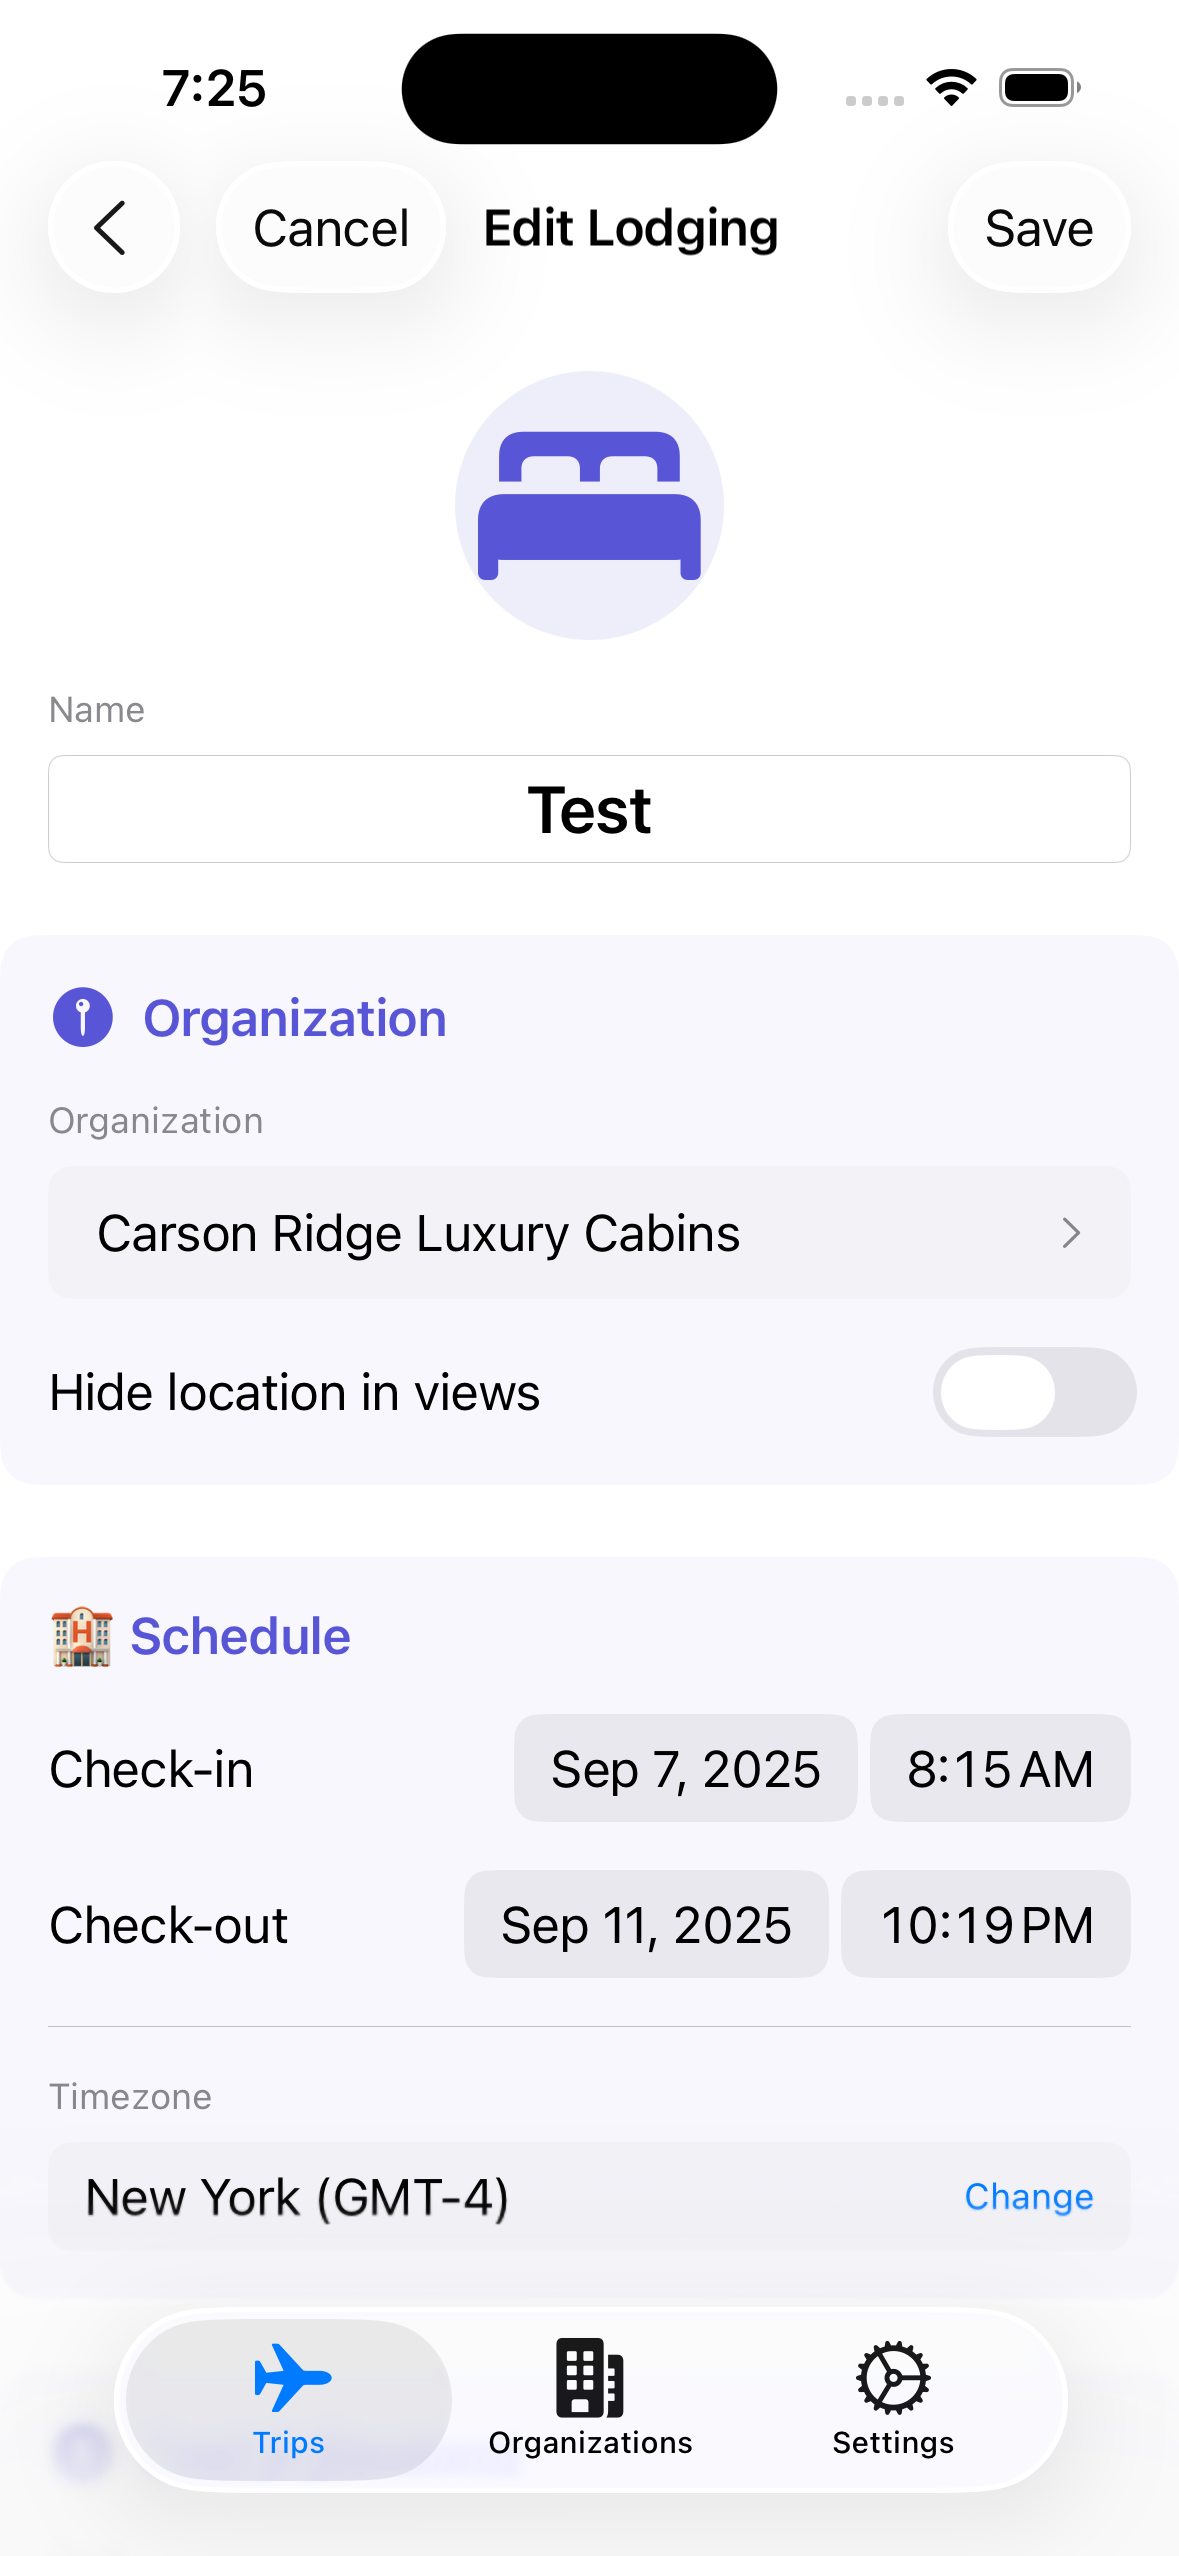 7:25
Cancel Edit Lodging Save
Name
Test
Organization
Organization
Carson Ridge Luxury Cabins
Hide location in views
🏨 Schedule
Check-in Sep 7, 2025 8:15 AM
Check-out Sep 11, 2025 10:19 PM
Timezone
New York (GMT-4) Change
Trips Organizations Settings